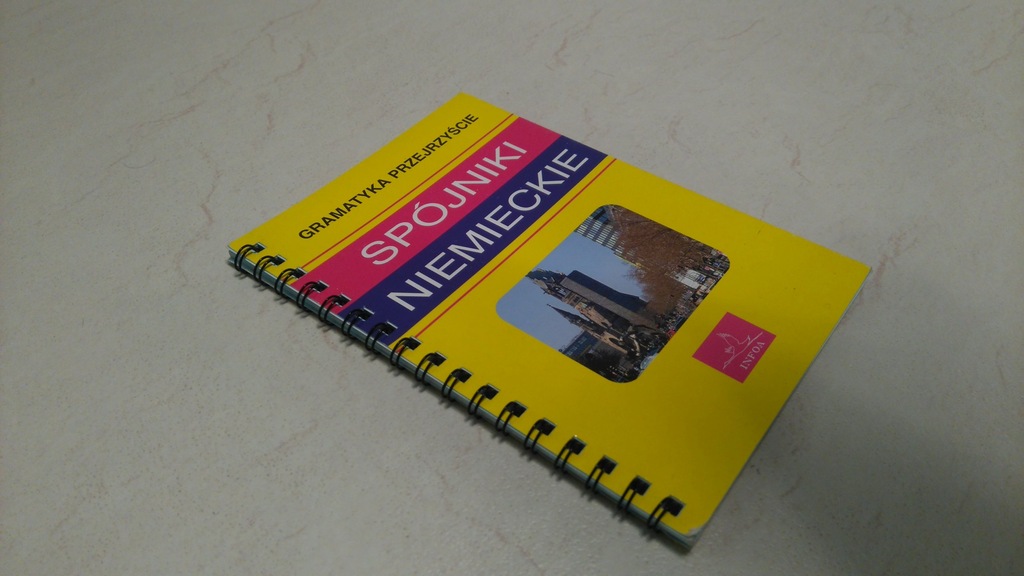 GRAMATYKA PRZEJRZYŚCIE
SPÓJNIKI
NIEMIECKIE
INFOA